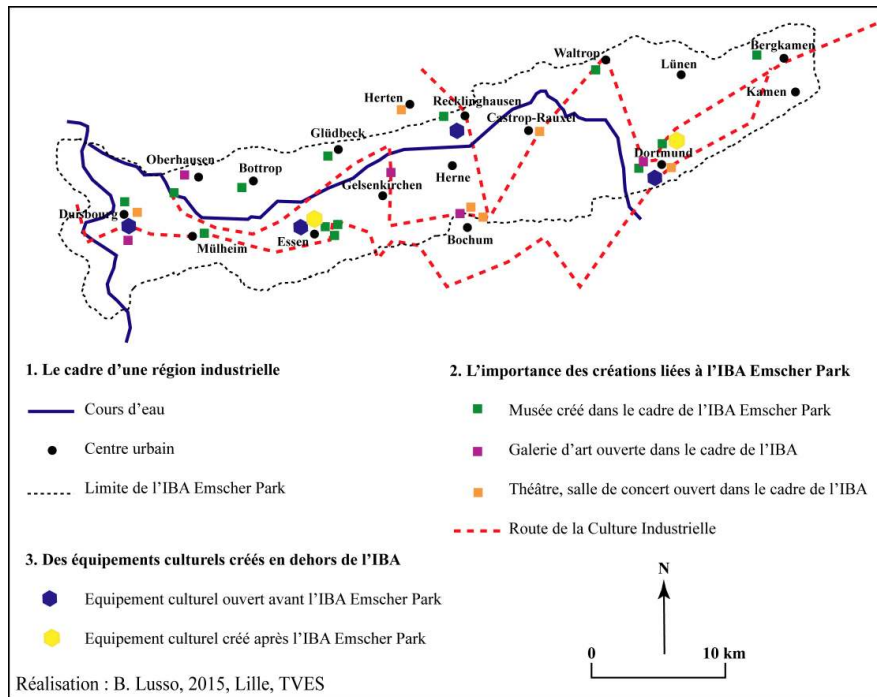 Waltrop
Bergkamen
Lünen
Herten
Recklinghausen
Kamen
Castrop-Rauxel
Glüdbeck
Oberhausen
Bottrop
Dortmund
Herne
Gelsenkirchen
Dursbourg
Mülheim
Essen
Bochum
1. Le cadre d'une région industrielle
Cours d'eau
Centre urbain
Limite de l'IBA Emscher Park
2. L'importance des créations liées à l'IBA Emscher Park
Musée créé dans le cadre de l'IBA Emscher Park
Galerie d'art ouverte dans le cadre de l'IBA
Théâtre, salle de concert ouvert dans le cadre de l'IBA
Route de la Culture Industrielle
3. Des équipements culturels créés en dehors de l'IBA
Equipement culturel ouvert avant l'IBA Emscher Park
Equipement culturel créé après l'IBA Emscher Park
N
0 10 km
Réalisation : B. Lusso, 2015, Lille, TVES